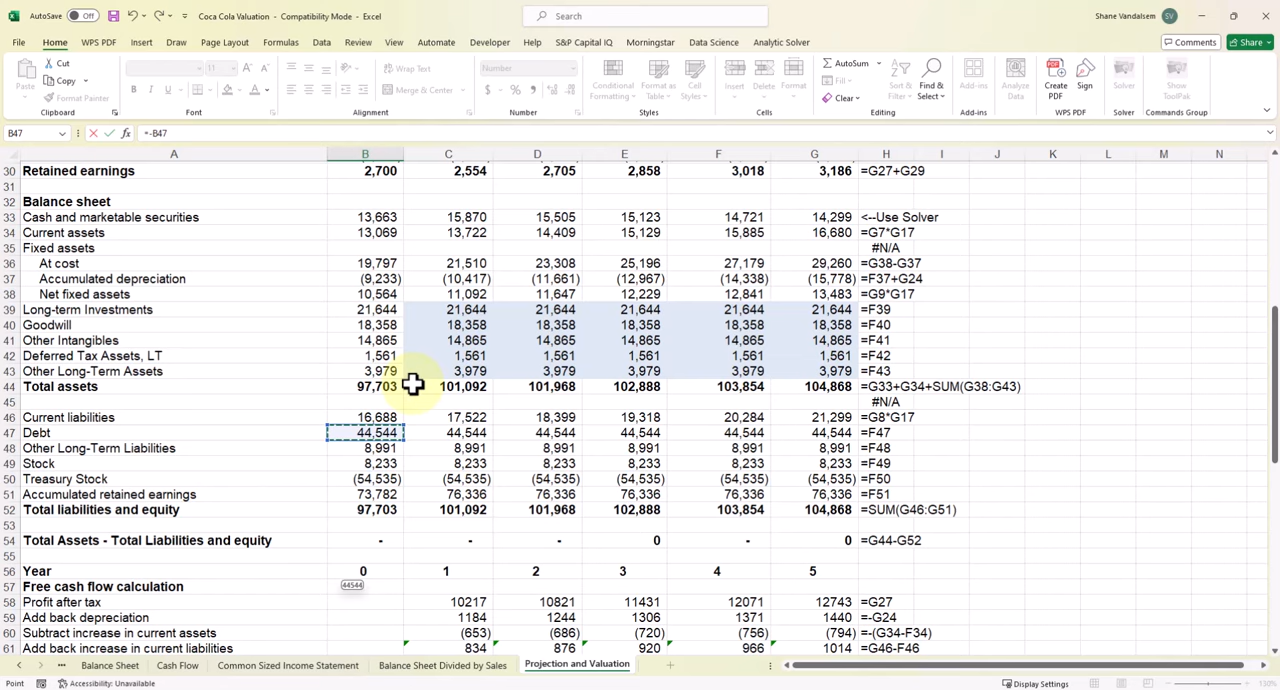 AutoSave Off Coca Cola Valuation - Compatibility Mode - Excel Search Shane Vandalsem SV
File Home WPS PDF Insert Draw Page Layout Formulas Data Review View Automate Developer Help S&P Capital IQ Morningstar Data Science Analytic Solver Comments Share
Paste Cut Copy Format Painter
11 A A B I U A
Wrap Text Merge & Center
Number $ % 9
Conditional Formatting Format as Table Cell Styles
Insert Delete Format
AutoSum Fill Clear Sort & Filter Find & Select
Add-ins Analyze Data Create PDF Sign Solver Show ToolPak
Clipboard Font Alignment Number Styles Cells Editing Add-ins WPS PDF Solver Commands Group
B47 fx =-B47
A B C D E F G H I J K L M N
30 Retained earnings 2,700 2,554 2,705 2,858 3,018 3,186 =G27+G29
31
32 Balance sheet
33 Cash and marketable securities 13,663 15,870 15,505 15,123 14,721 14,299 <--Use Solver
34 Current assets 13,069 13,722 14,409 15,129 15,885 16,680 =G7*G17
35 Fixed assets #N/A
36 At cost 19,797 21,510 23,308 25,196 27,179 29,260 =G38-G37
37 Accumulated depreciation (9,233) (10,417) (11,661) (12,967) (14,338) (15,778) =F37+G24
38 Net fixed assets 10,564 11,092 11,647 12,229 12,841 13,483 =G9*G17
39 Long-term Investments 21,644 21,644 21,644 21,644 21,644 21,644 =F39
40 Goodwill 18,358 18,358 18,358 18,358 18,358 18,358 =F40
41 Other Intangibles 14,865 14,865 14,865 14,865 14,865 14,865 =F41
42 Deferred Tax Assets, LT 1,561 1,561 1,561 1,561 1,561 1,561 =F42
43 Other Long-Term Assets 3,979 3,979 3,979 3,979 3,979 3,979 =F43
44 Total assets 97,703 101,092 101,968 102,888 103,854 104,868 =G33+G34+SUM(G38:G43)
45 #N/A
46 Current liabilities 16,688 17,522 18,399 19,318 20,284 21,299 =G8*G17
47 Debt 44,544 44,544 44,544 44,544 44,544 44,544 =F47
48 Other Long-Term Liabilities 8,991 8,991 8,991 8,991 8,991 8,991 =F48
49 Stock 8,233 8,233 8,233 8,233 8,233 8,233 =F49
50 Treasury Stock (54,535) (54,535) (54,535) (54,535) (54,535) (54,535) =F50
51 Accumulated retained earnings 73,782 76,336 76,336 76,336 76,336 76,336 =F51
52 Total liabilities and equity 97,703 101,092 101,968 102,888 103,854 104,868 =SUM(G46:G51)
53
54 Total Assets - Total Liabilities and equity - - - 0 - 0 =G44-G52
55
56 Year 0 1 2 3 4 5
57 Free cash flow calculation 44544
58 Profit after tax 10217 10821 11431 12071 12743 =G27
59 Add back depreciation 1184 1244 1306 1371 1440 =-G24
60 Subtract increase in current assets (653) (686) (720) (756) (794) =-(G34-F34)
61 Add back increase in current liabilities 834 876 920 966 1014 =G46-F46
Balance Sheet Cash Flow Common Sized Income Statement Balance Sheet Divided by Sales Projection and Valuation
Point Accessibility: Unavailable Display Settings 130%